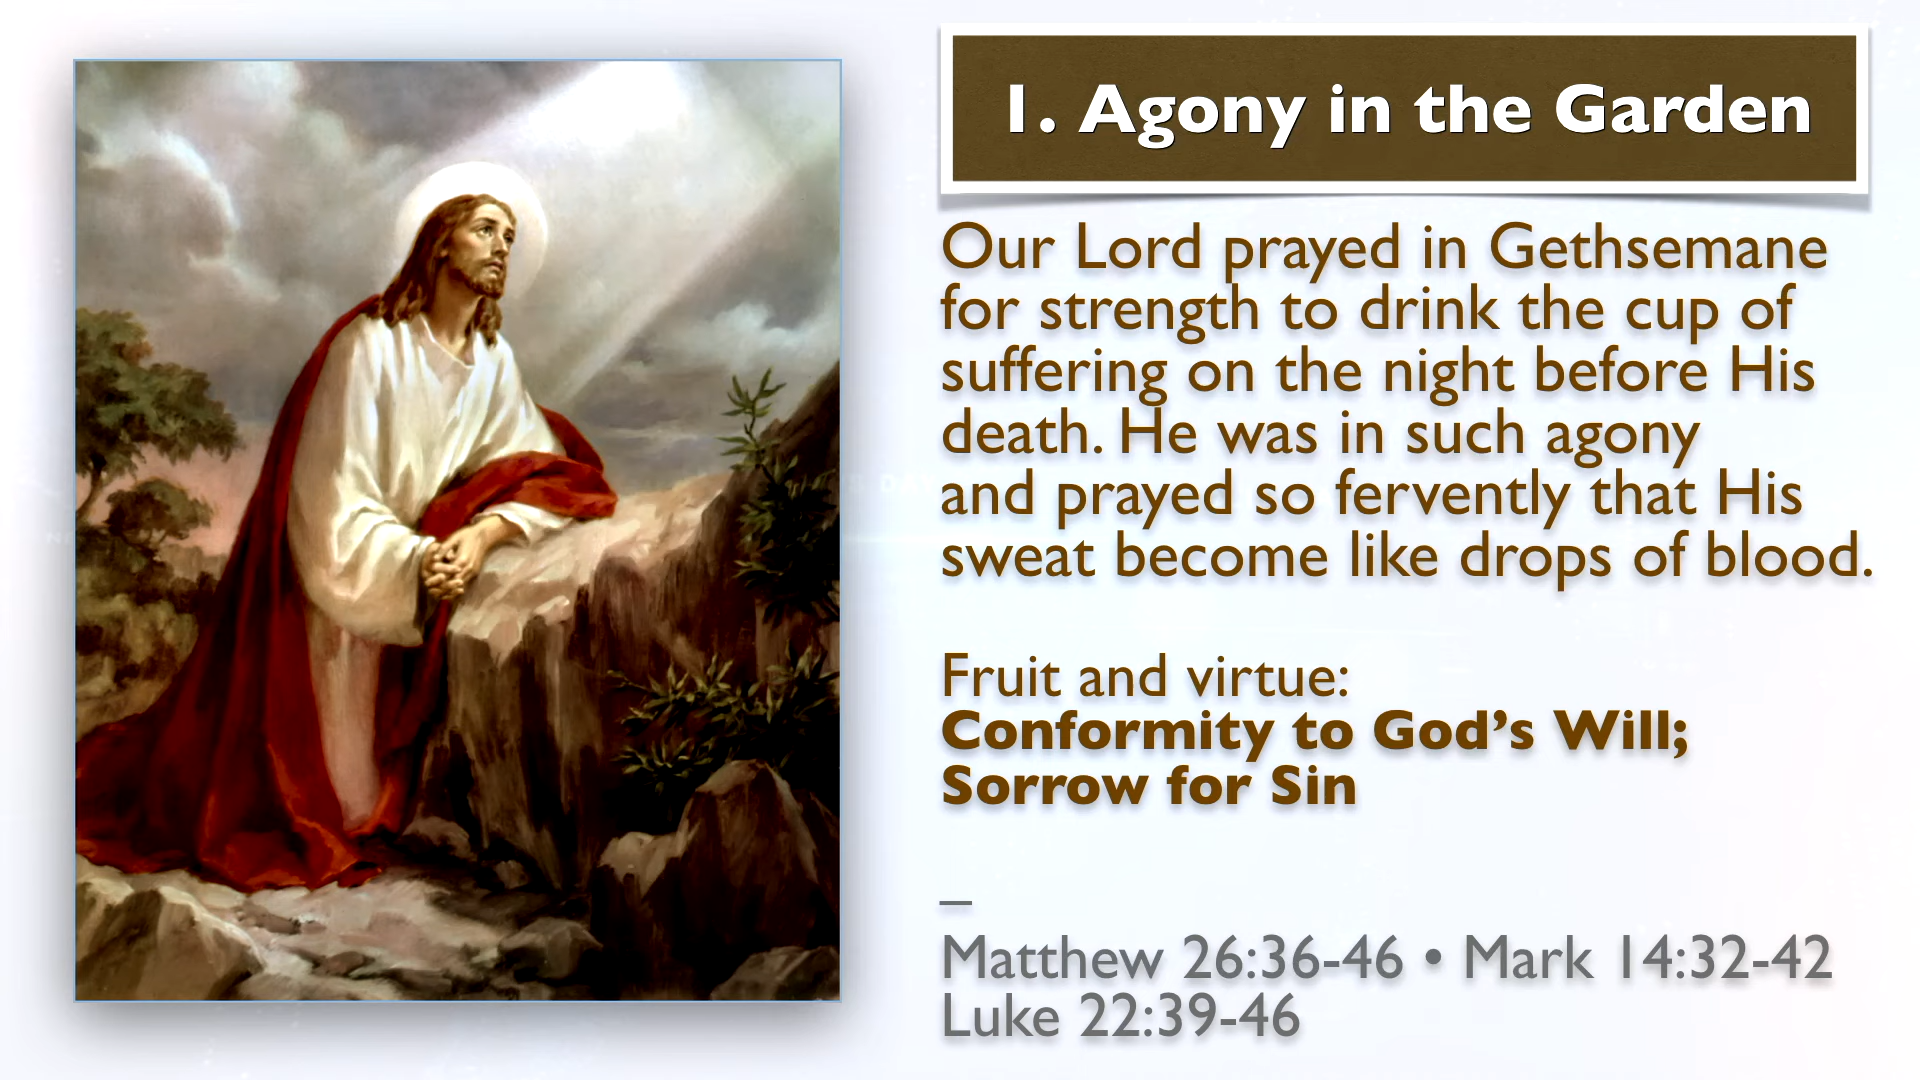 1. Agony in the Garden
Our Lord prayed in Gethsemane
for strength to drink the cup of
suffering on the night before His
death. He was in such agony
and prayed so fervently that His
sweat become like drops of blood.
Fruit and virtue:
Conformity to God’s Will;
Sorrow for Sin
_
Matthew 26:36-46 • Mark 14:32-42
Luke 22:39-46